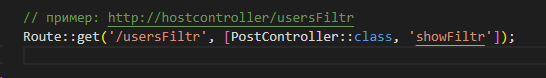 // пример: http://hostcontroller/usersFiltr
Route::get('/usersFiltr', [PostController::class, 'showFiltr']);